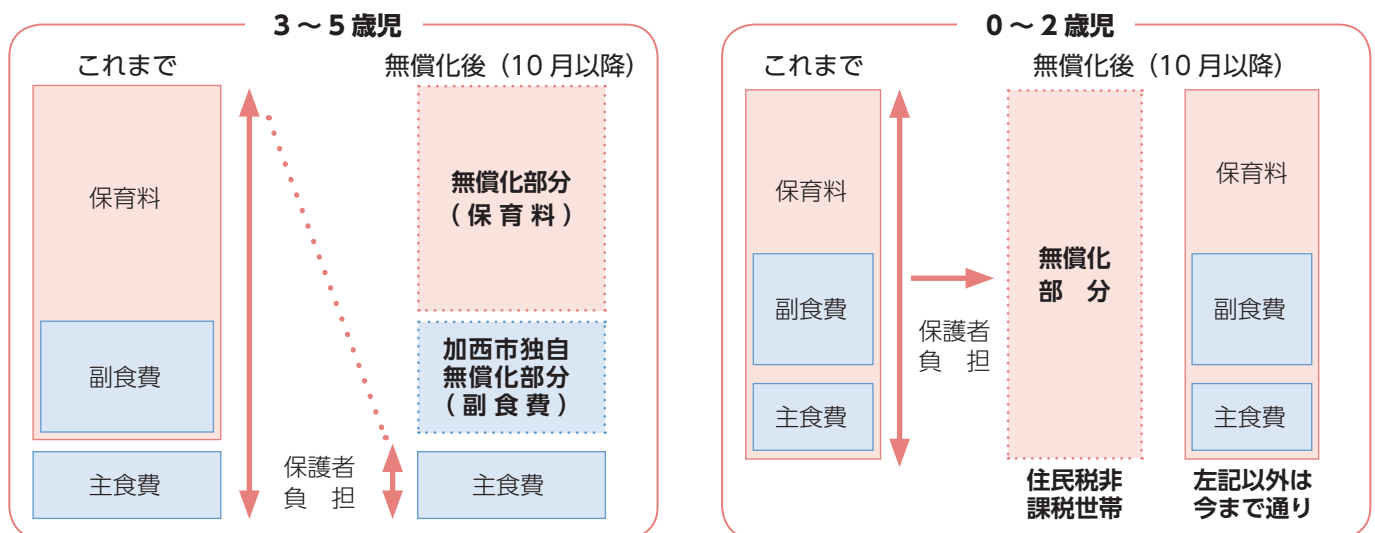 3～5歳児
これまで
無償化後（10月以降）
保育料
副食費
主食費
保護者
負　担
無償化部分
（保育料）
加西市独自
無償化部分
（副食費）
主食費
0～2歳児
これまで
無償化後（10月以降）
保育料
副食費
主食費
保護者
負　担
無償化
部　分
住民税非
課税世帯
保育料
副食費
主食費
左記以外は
今まで通り